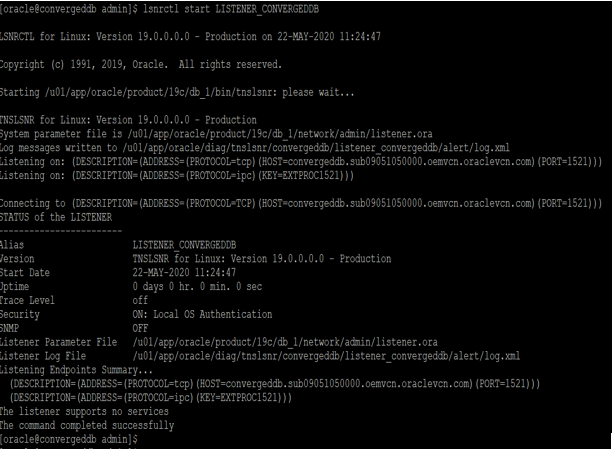 [oracle@convergeddb admin]$ lsnrctl start LISTENER_CONVERGEDDB
LSNRCTL for Linux: Version 19.0.0.0.0 - Production on 22-MAY-2020 11:24:47
Copyright (c) 1991, 2019, Oracle.  All rights reserved.
Starting /u01/app/oracle/product/19c/db_1/bin/tnslsnr: please wait...
TNSLSNR for Linux: Version 19.0.0.0.0 - Production
System parameter file is /u01/app/oracle/product/19c/db_1/network/admin/listener.ora
Log messages written to /u01/app/oracle/diag/tnslsnr/convergeddb/listener_convergeddb/alert/log.xml
Listening on: (DESCRIPTION=(ADDRESS=(PROTOCOL=tcp)(HOST=convergeddb.sub09051050000.oemvcn.oraclevcn.com)(PORT=1521)))
Listening on: (DESCRIPTION=(ADDRESS=(PROTOCOL=ipc)(KEY=EXTPROC1521)))
Connecting to (DESCRIPTION=(ADDRESS=(PROTOCOL=TCP)(HOST=convergeddb.sub09051050000.oemvcn.oraclevcn.com)(PORT=1521)))
STATUS of the LISTENER
------------------------
Alias                     LISTENER_CONVERGEDDB
Version                   TNSLSNR for Linux: Version 19.0.0.0.0 - Production
Start Date                22-MAY-2020 11:24:47
Uptime                    0 days 0 hr. 0 min. 0 sec
Trace Level               off
Security                  ON: Local OS Authentication
SNMP                      OFF
Listener Parameter File   /u01/app/oracle/product/19c/db_1/network/admin/listener.ora
Listener Log File         /u01/app/oracle/diag/tnslsnr/convergeddb/listener_convergeddb/alert/log.xml
Listening Endpoints Summary...
  (DESCRIPTION=(ADDRESS=(PROTOCOL=tcp)(HOST=convergeddb.sub09051050000.oemvcn.oraclevcn.com)(PORT=1521)))
  (DESCRIPTION=(ADDRESS=(PROTOCOL=ipc)(KEY=EXTPROC1521)))
The listener supports no services
The command completed successfully
[oracle@convergeddb admin]$